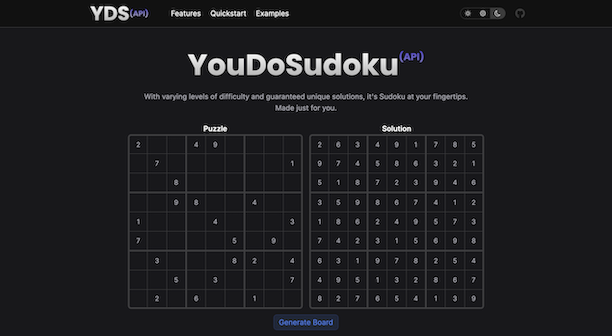 YDS(API) Features Quickstart Examples
YouDoSudoku(API)
With varying levels of difficulty and guaranteed unique solutions, it's Sudoku at your fingertips.
Made just for you.
Puzzle
2 4 9
7 1
8
9 8 4
1 4 3
7 5 9
3 8 2 4
5 3 7
2 6 1
Solution
2 6 3 4 9 1 7 8 5
9 7 4 5 8 6 3 2 1
5 1 8 7 2 3 9 4 6
3 5 9 8 6 7 4 1 2
1 8 6 2 4 9 5 7 3
7 4 2 3 1 5 6 9 8
6 3 1 9 7 8 2 5 4
4 9 5 1 3 2 8 6 7
8 2 7 6 5 4 1 3 9
Generate Board